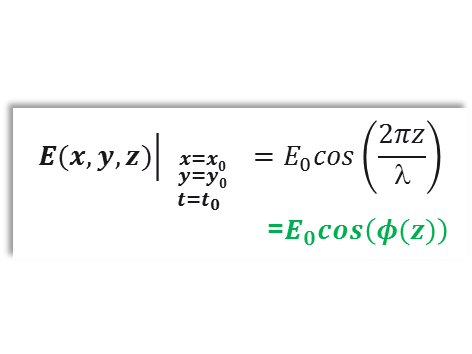 E(x, y, z)| x=x₀ y=y₀ t=t₀ = E₀cos(2πz/λ)
=E₀cos(ϕ(z))